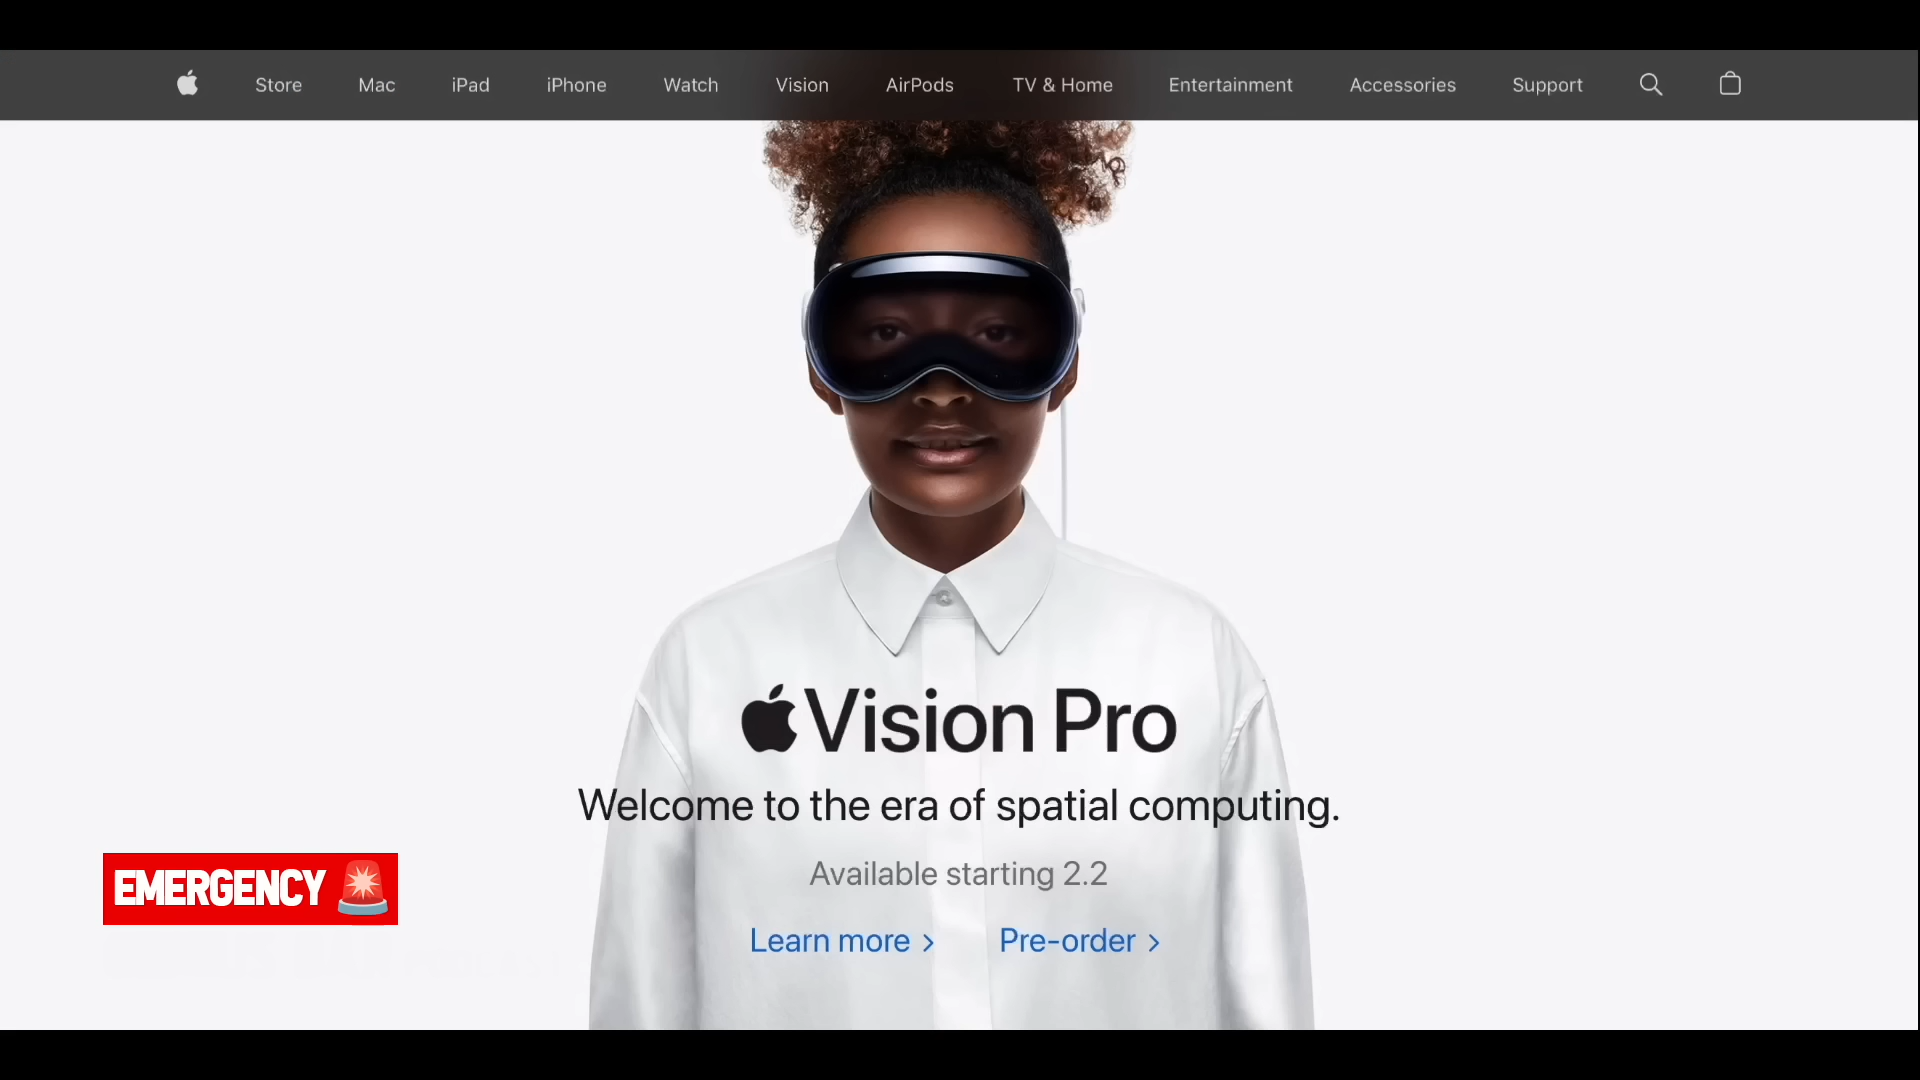 Store Mac iPad iPhone Watch Vision AirPods TV & Home Entertainment Accessories Support
Vision Pro
Welcome to the era of spatial computing.
Available starting 2.2
EMERGENCY
Learn more >
Pre-order >